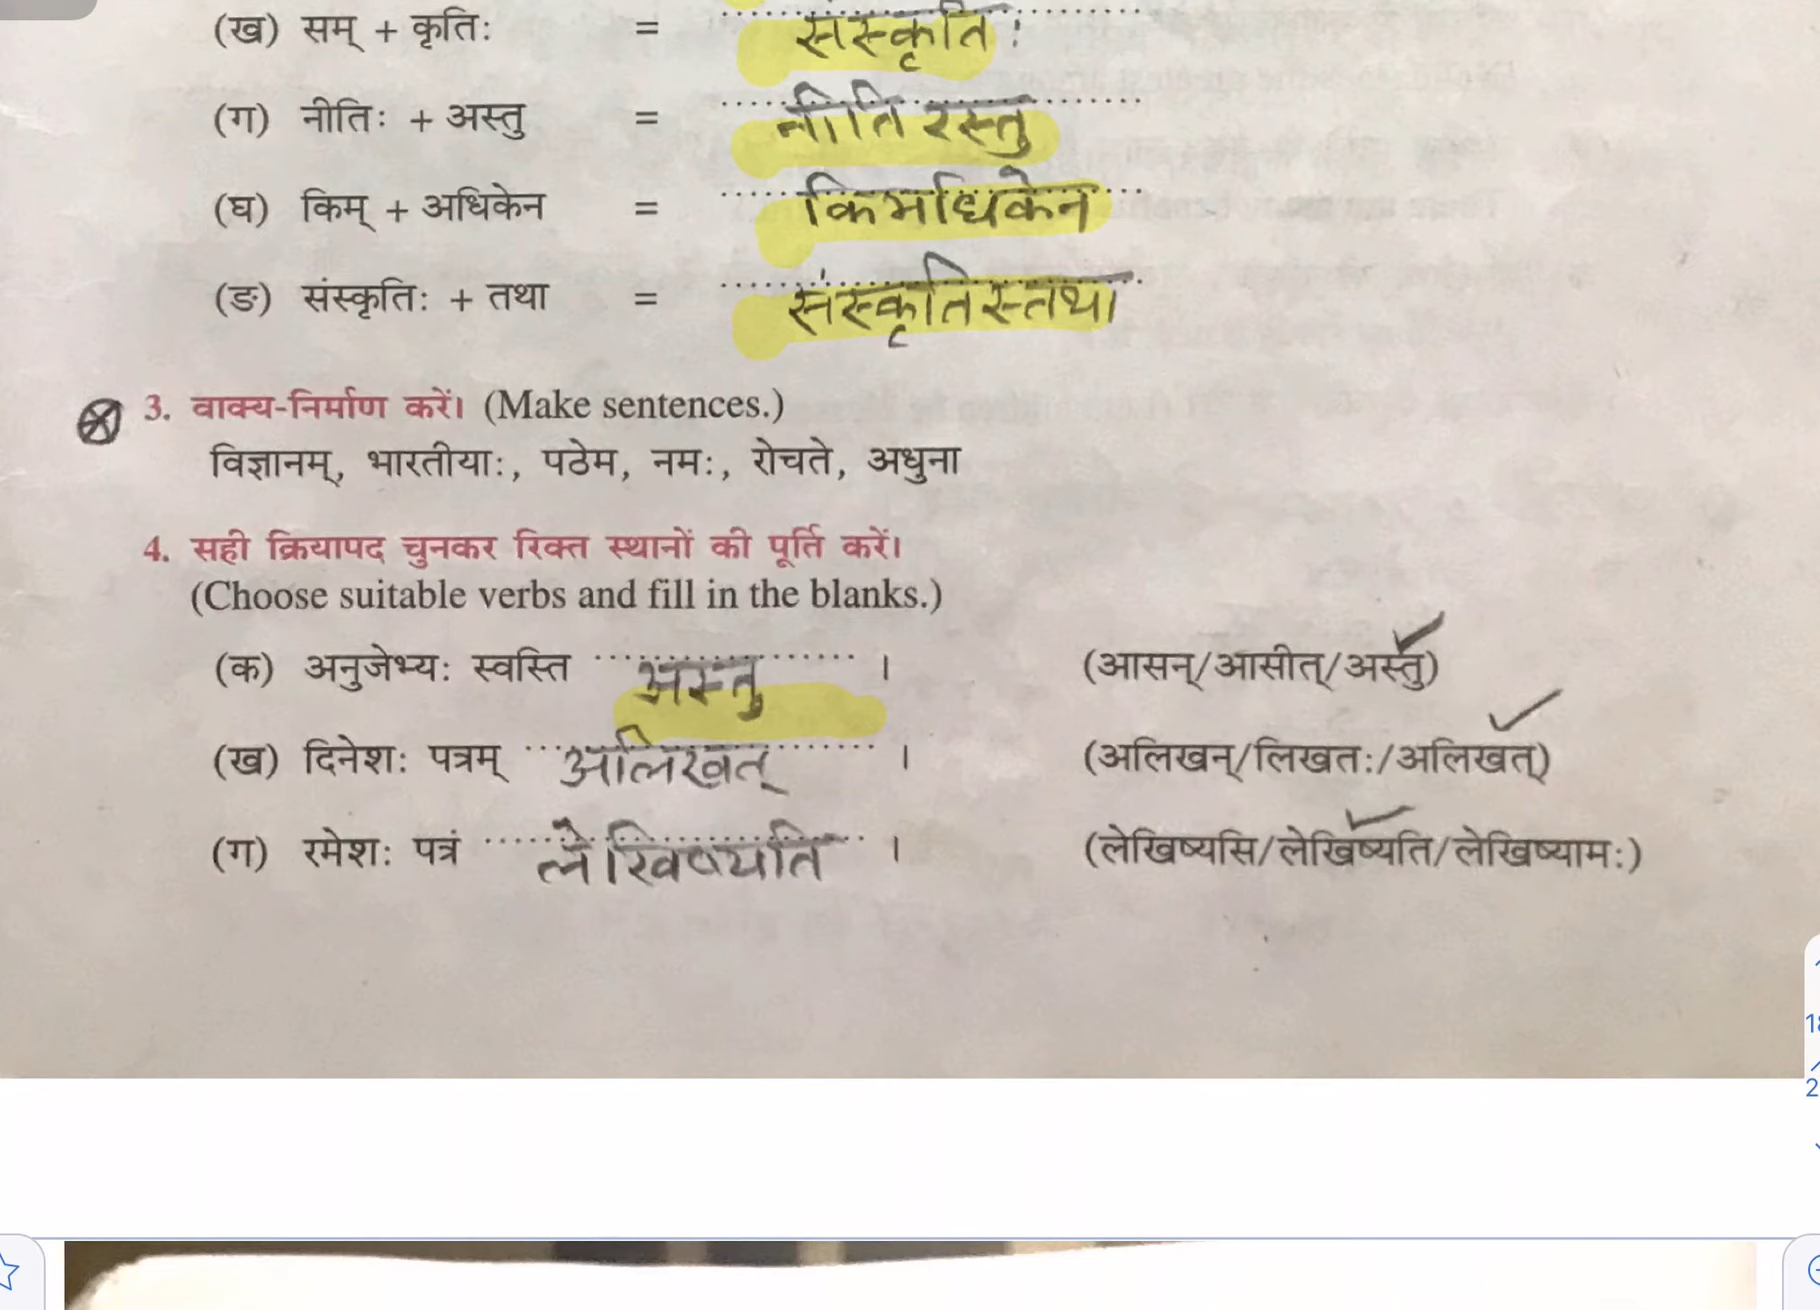 (ख) सम् + कृतिः = संस्कृतिः
(ग) नीतिः + अस्तु = नीतिरस्तु
(घ) किम् + अधिकेन = किमधिकेन
(ङ) संस्कृतिः + तथा = संस्कृतिस्तथा
3. वाक्य-निर्माण करें। (Make sentences.)
विज्ञानम्, भारतीयाः, पठेम, नमः, रोचते, अधुना
4. सही क्रियापद चुनकर रिक्त स्थानों की पूर्ति करें।
(Choose suitable verbs and fill in the blanks.)
(क) अनुजेभ्यः स्वस्ति अस्तु । (आसन्/आसीत्/अस्तु)
(ख) दिनेशः पत्रम् अलिखत् । (अलिखन्/लिखतः/अलिखत्)
(ग) रमेशः पत्रं लेखिष्यति । (लेखिष्यसि/लेखिष्यति/लेखिष्यामः)